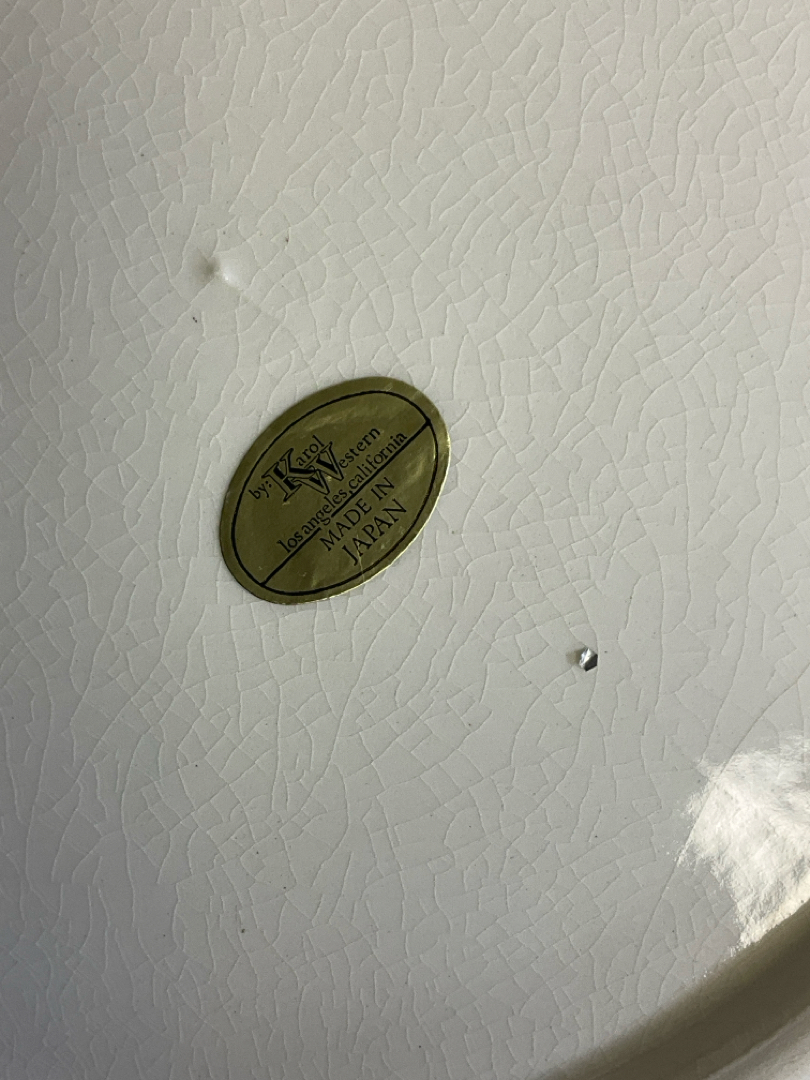 by: Karol
Western
los angeles, california
MADE IN
JAPAN